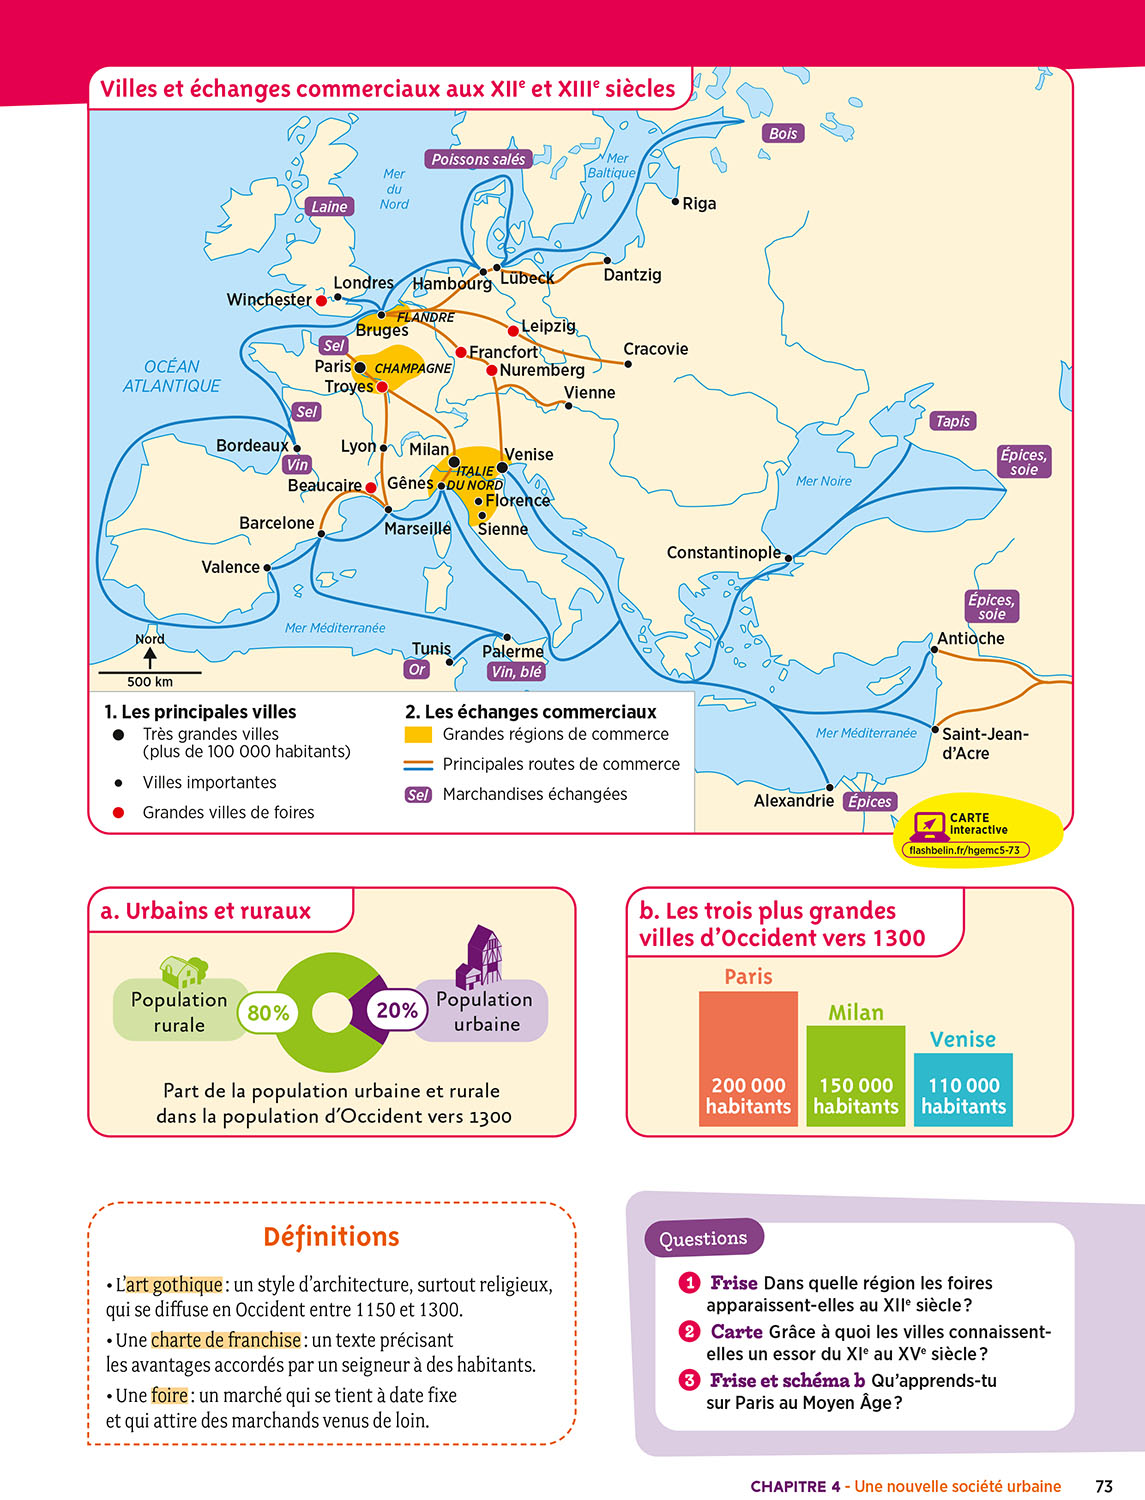 Villes et échanges commerciaux aux XIIe et XIIIe siècles
Bois
Poissons salés
Mer
Baltique
Mer
du
Nord
Laine
Riga
Londres
Hambourg
Lübeck
Dantzig
Winchester
FLANDRE
Bruges
Leipzig
Sel
Francfort
Cracovie
OCÉAN
ATLANTIQUE
Paris
CHAMPAGNE
Nuremberg
Troyes
Vienne
Sel
Tapis
Bordeaux
Lyon
Milan
Venise
Épices,
soie
Vin
ITALIE
DU NORD
Mer Noire
Beaucaire
Gênes
Florence
Barcelone
Marseille
Sienne
Constantinople
Valence
Épices,
soie
Mer Méditerranée
Nord
Tunis
Palerme
Antioche
Or
Vin, blé
500 km
1. Les principales villes
Très grandes villes
(plus de 100 000 habitants)
Villes importantes
Grandes villes de foires
2. Les échanges commerciaux
Grandes régions de commerce
Principales routes de commerce
Sel
Marchandises échangées
Mer Méditerranée
Saint-Jean-
d'Acre
Alexandrie
Épices
CARTE
Interactive
flashbelin.fr/hgemc5-73
a. Urbains et ruraux
Population
rurale
80%
20%
Population
urbaine
Part de la population urbaine et rurale
dans la population d'Occident vers 1300
b. Les trois plus grandes
villes d'Occident vers 1300
Paris
200 000
habitants
Milan
150 000
habitants
Venise
110 000
habitants
Définitions
• L'art gothique : un style d'architecture, surtout religieux,
qui se diffuse en Occident entre 1150 et 1300.
• Une charte de franchise : un texte précisant
les avantages accordés par un seigneur à des habitants.
• Une foire : un marché qui se tient à date fixe
et qui attire des marchands venus de loin.
Questions
1 Frise Dans quelle région les foires
apparaissent-elles au XIIe siècle ?
2 Carte Grâce à quoi les villes connaissent-
elles un essor du XIe au XVe siècle ?
3 Frise et schéma b Qu'apprends-tu
sur Paris au Moyen Âge ?
CHAPITRE 4 - Une nouvelle société urbaine
73